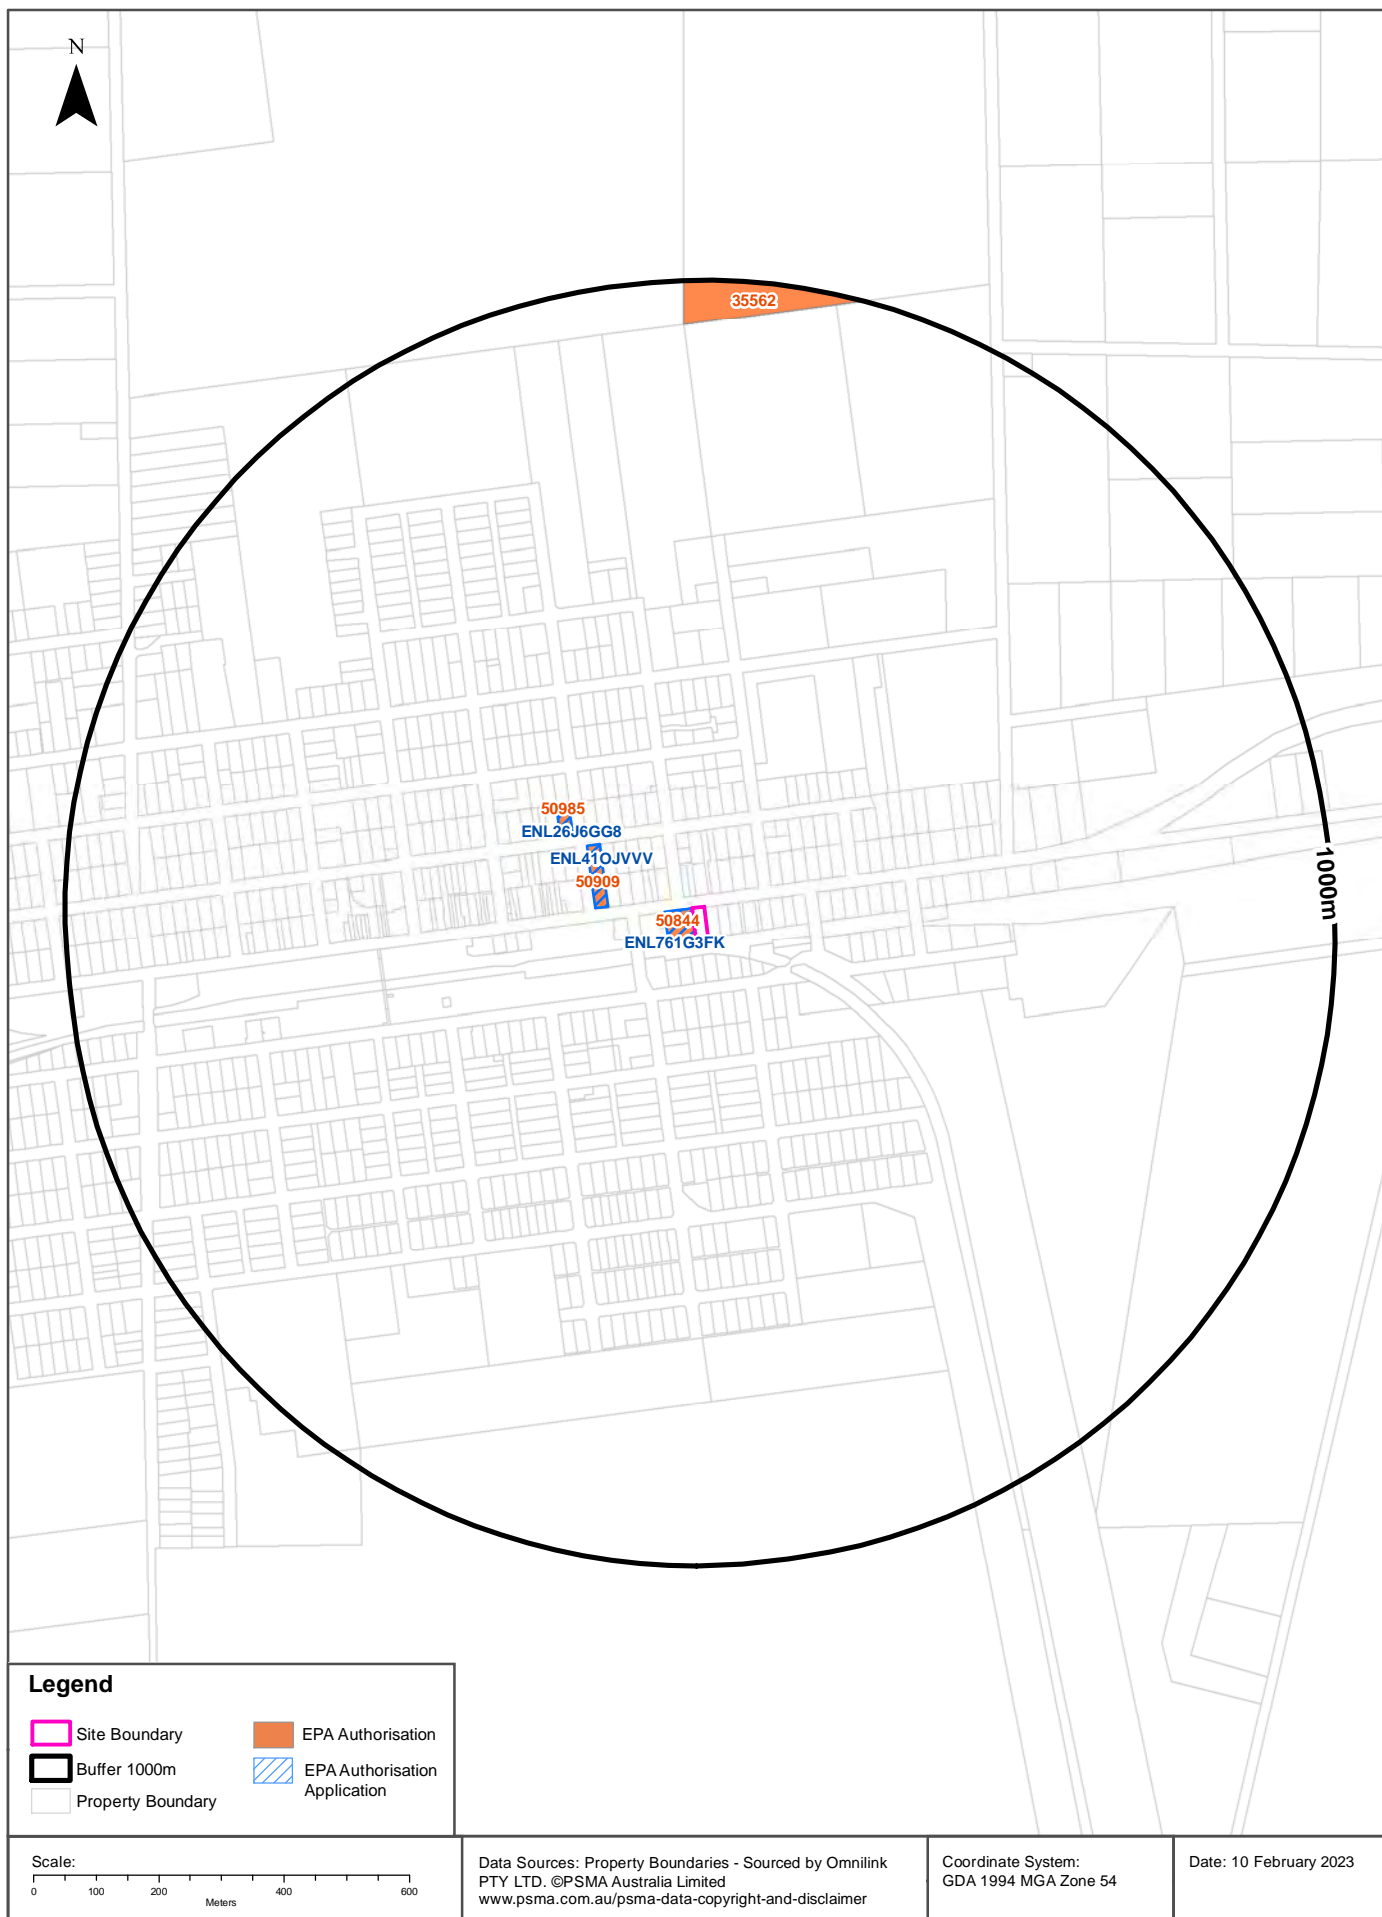 N
35562
50985
ENL26J6GG8
ENL41OJVVV
50909
50844
ENL761G3FK
1000m
Legend
Site Boundary
EPA Authorisation
Buffer 1000m
EPA Authorisation
Application
Property Boundary
Scale:
0 100 200 400 600
Meters
Data Sources: Property Boundaries - Sourced by Omnilink
PTY LTD. ©PSMA Australia Limited
www.psma.com.au/psma-data-copyright-and-disclaimer
Coordinate System:
GDA 1994 MGA Zone 54
Date: 10 February 2023